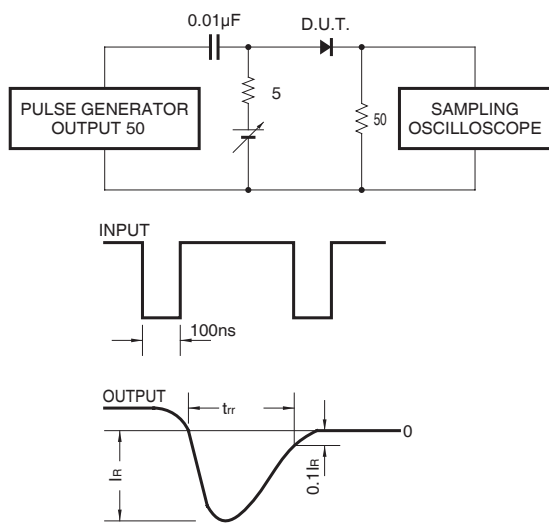 0.01μF
D.U.T.
PULSE GENERATOR
OUTPUT 50
5
50
SAMPLING
OSCILLOSCOPE
INPUT
100ns
OUTPUT
trr
0
IR
0.1IR